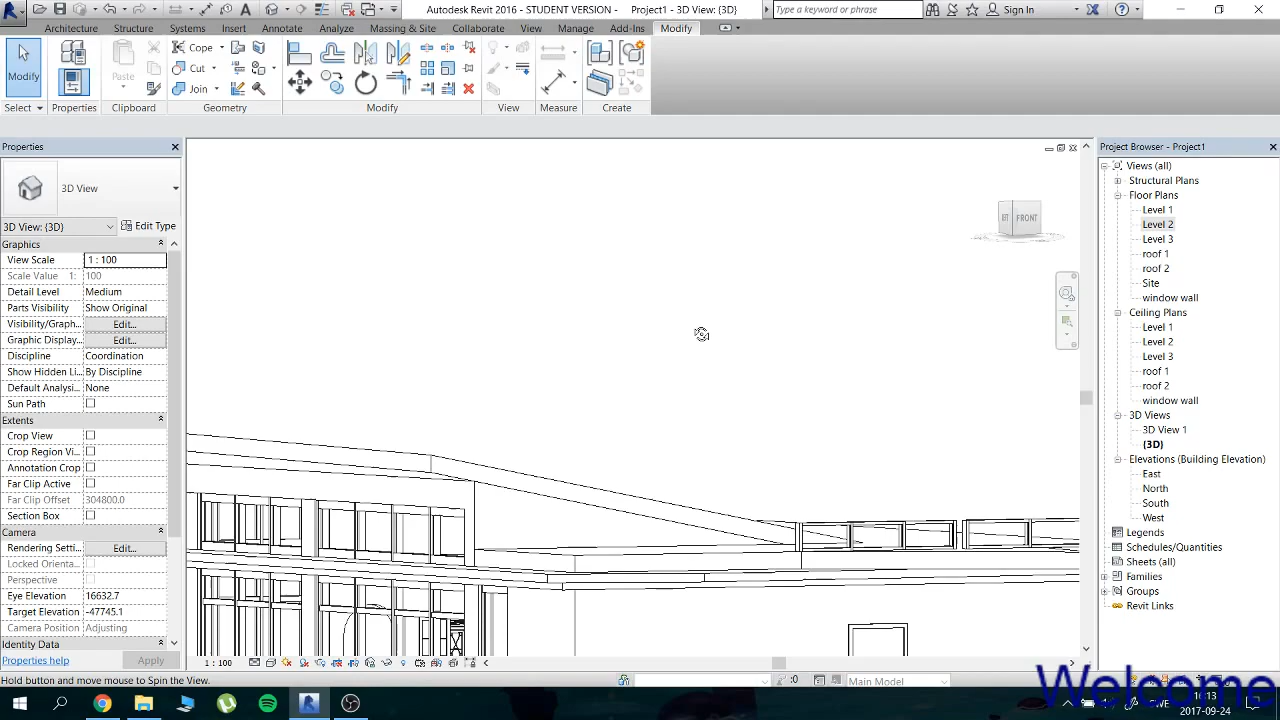 Autodesk Revit 2016 - STUDENT VERSION - Project1 - 3D View: {3D}
Type a keyword or phrase
Sign In
Architecture Structure Systems Insert Annotate Analyze Massing & Site Collaborate View Manage Add-Ins Modify
Modify
Paste
Cope
Cut
Join
Select Properties Clipboard Geometry Modify View Measure Create
Properties
3D View
3D View: {3D}
Edit Type
Graphics
View Scale 1 : 100
Scale Value 1: 100
Detail Level Medium
Parts Visibility Show Original
Visibility/Graph... Edit...
Graphic Display... Edit...
Discipline Coordination
Show Hidden Li... By Discipline
Default Analysi... None
Sun Path
Extents
Crop View
Crop Region Vi...
Annotation Crop
Far Clip Active
Far Clip Offset 304800.0
Section Box
Camera
Rendering Setti... Edit...
Locked Orienta...
Perspective
Eye Elevation 16632.7
Target Elevation -47745.1
Camera Position Adjusting
Identity Data
Properties help
Apply
FRONT
Project Browser - Project1
Views (all)
Structural Plans
Floor Plans
Level 1
Level 2
Level 3
roof 1
roof 2
Site
window wall
Ceiling Plans
Level 1
Level 2
Level 3
roof 1
roof 2
window wall
3D Views
3D View 1
{3D}
Elevations (Building Elevation)
East
North
South
West
Legends
Schedules/Quantities
Sheets (all)
Families
Groups
Revit Links
1 : 100
Hold button and move mouse to Spin the View.
:0
Main Model
Welcome
16:13
2017-09-24